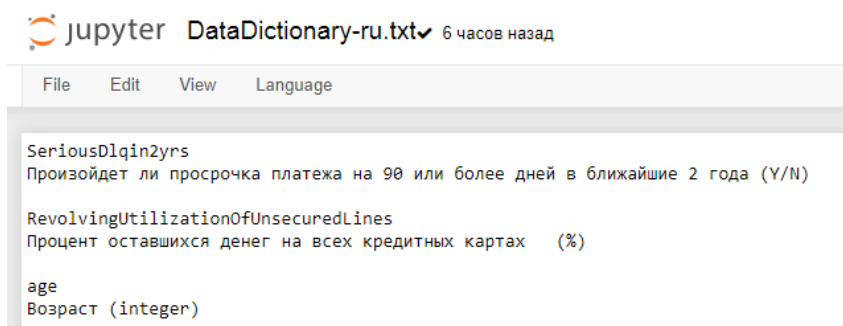 jupyter DataDictionary-ru.txt✔ 6 часов назад
File Edit View Language
SeriousDlqin2yrs
Произойдет ли просрочка платежа на 90 или более дней в ближайшие 2 года (Y/N)
RevolvingUtilizationOfUnsecuredLines
Процент оставшихся денег на всех кредитных картах (%)
age
Возраст (integer)